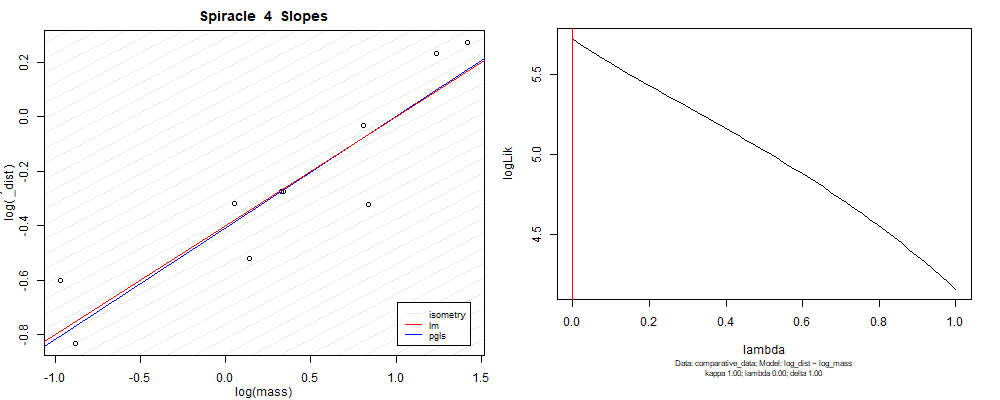 Spiracle 4 Slopes
0.2
0.0
-0.2
-0.4
-0.6
-0.8
-1.0
-0.5
0.0
0.5
1.0
1.5
log(mass)
isometry
lm
pgls
logLik
5.5
5.0
4.5
0.0
0.2
0.4
0.6
0.8
1.0
lambda
Data: comparative_data; Model: log_dist ~ log_mass
kappa 1.00; lambda 0.00; delta 1.00